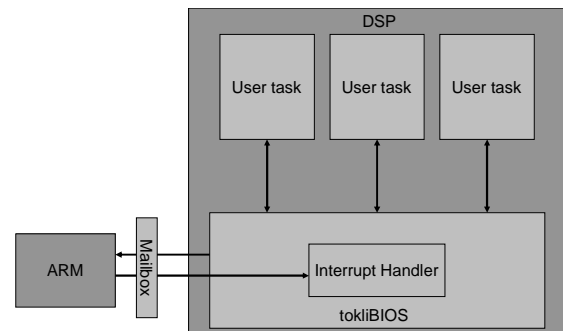 DSP
User task
User task
User task
Mailbox
ARM
Interrupt Handler
tokliBIOS